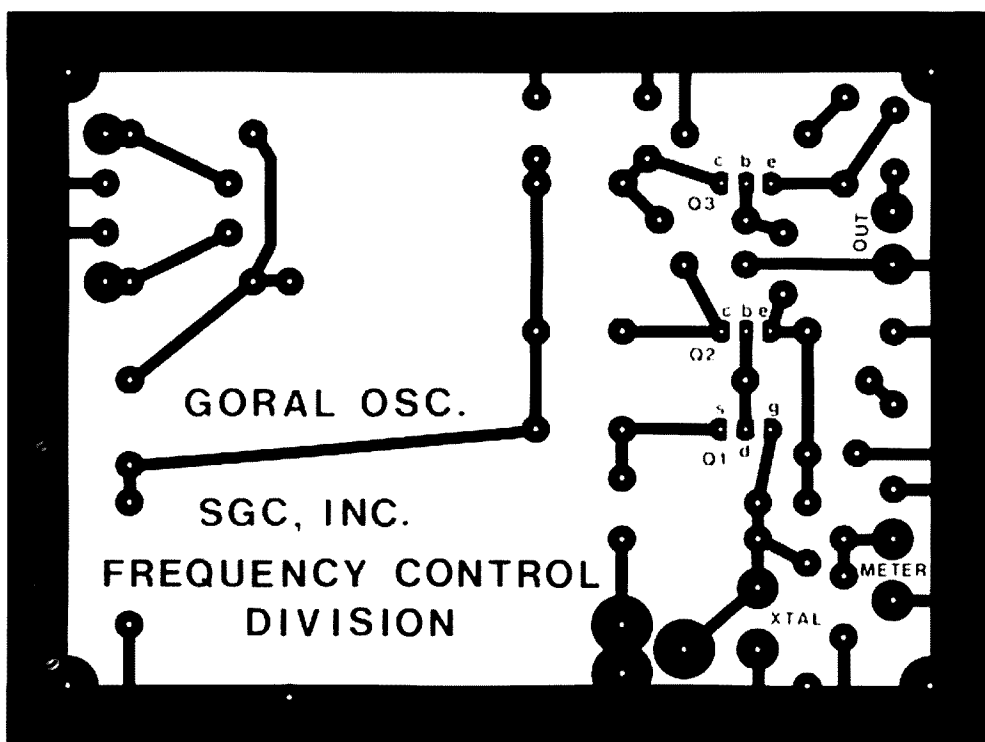 c b e
Q3
OUT
c b e
Q2
GORAL OSC.
s g
d
Q1
SGC, INC.
FREQUENCY CONTROL
DIVISION
METER
XTAL